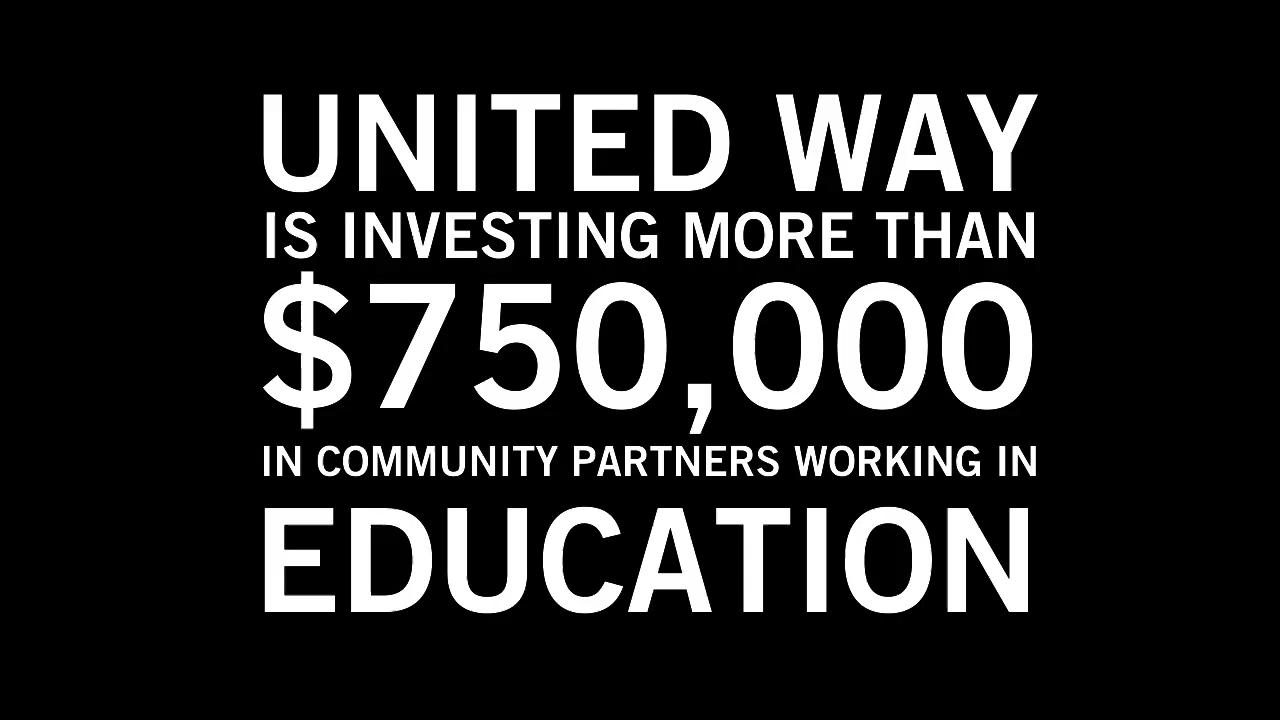 UNITED WAY
IS INVESTING MORE THAN
$750,000
IN COMMUNITY PARTNERS WORKING IN
EDUCATION